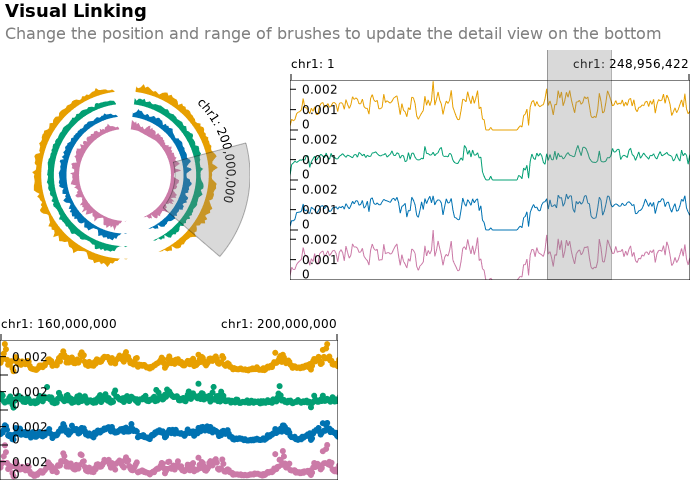 Visual Linking
Change the position and range of brushes to update the detail view on the bottom
chr1: 1
chr1: 248,956,422
chr1: 200,000,000
0.002
0.001
0
0.002
0.001
0
0.002
0.001
0
0.002
0.001
0
chr1: 160,000,000
chr1: 200,000,000
0.002
0
0.002
0
0.002
0
0.002
0